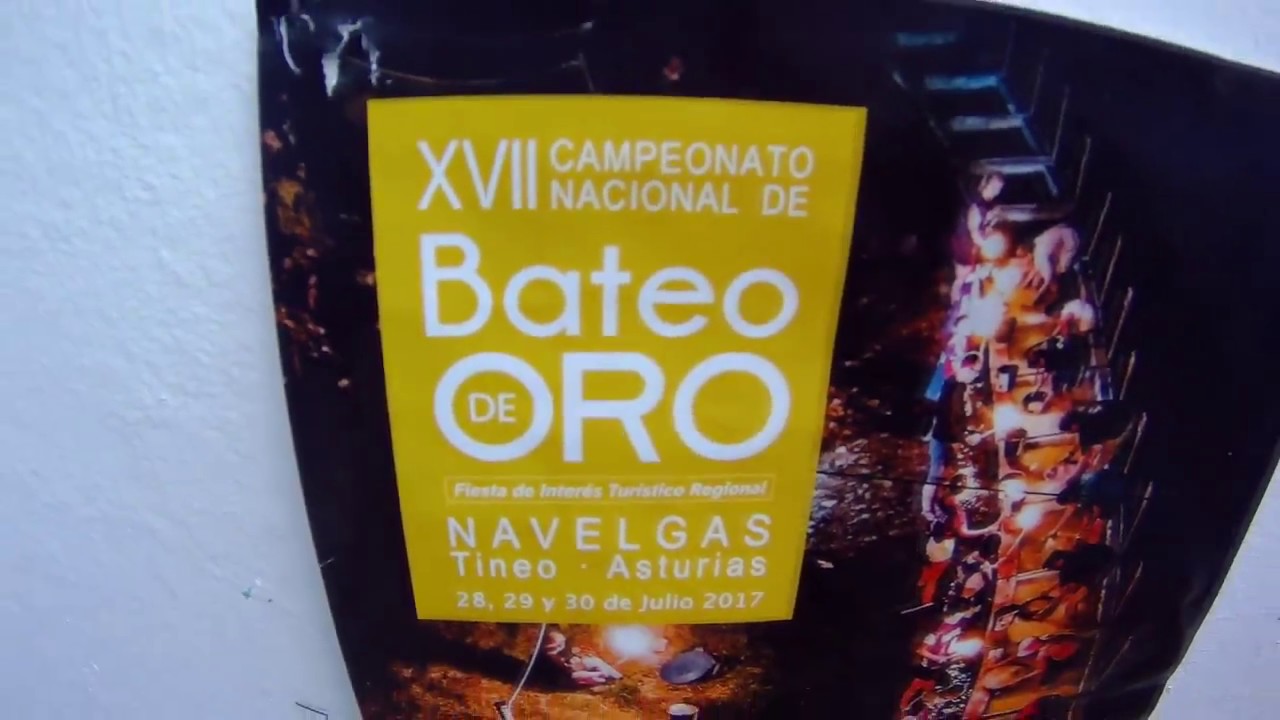 XVII CAMPEONATO
NACIONAL DE
Bateo
DE ORO
Fiesta de Interés Turístico Regional
NAVELGAS
Tineo · Asturias
28, 29 y 30 de Julio 2017